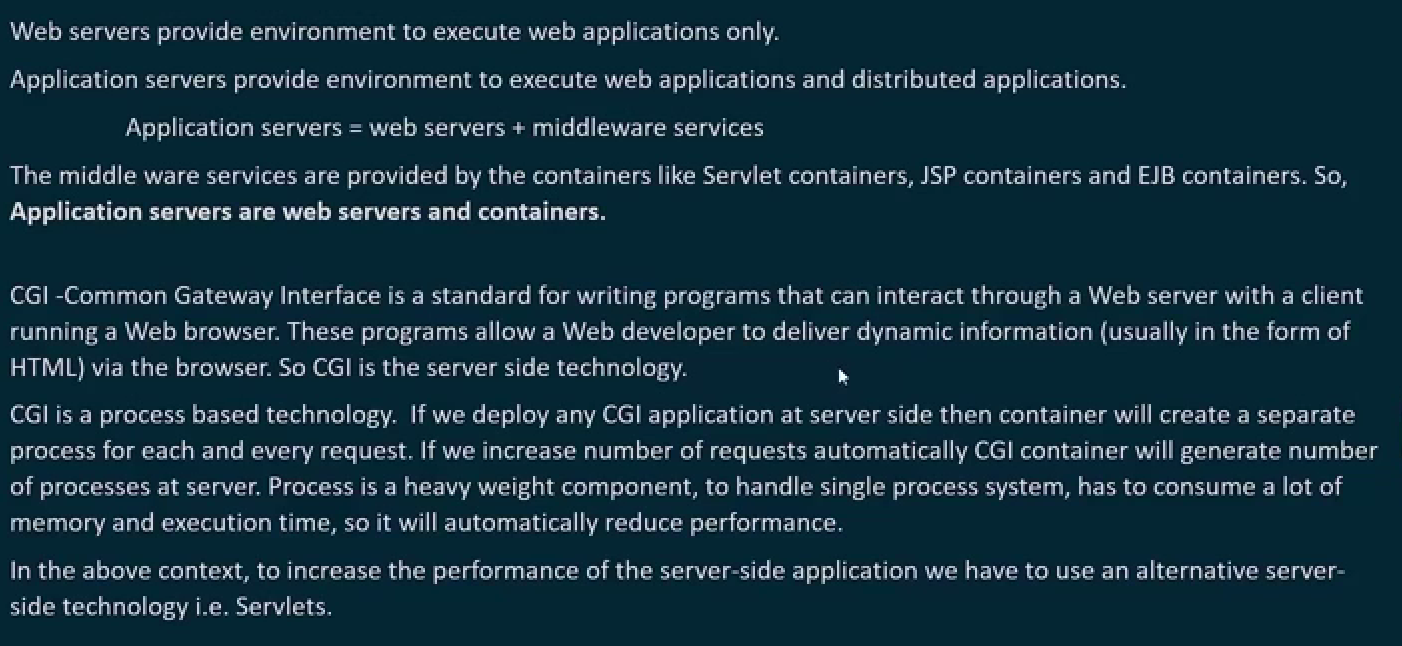 Web servers provide environment to execute web applications only.
Application servers provide environment to execute web applications and distributed applications.
Application servers = web servers + middleware services
The middle ware services are provided by the containers like Servlet containers, JSP containers and EJB containers. So,
Application servers are web servers and containers.
CGI -Common Gateway Interface is a standard for writing programs that can interact through a Web server with a client
running a Web browser. These programs allow a Web developer to deliver dynamic information (usually in the form of
HTML) via the browser. So CGI is the server side technology.
CGI is a process based technology.  If we deploy any CGI application at server side then container will create a separate
process for each and every request. If we increase number of requests automatically CGI container will generate number
of processes at server. Process is a heavy weight component, to handle single process system, has to consume a lot of
memory and execution time, so it will automatically reduce performance.
In the above context, to increase the performance of the server-side application we have to use an alternative server-
side technology i.e. Servlets.